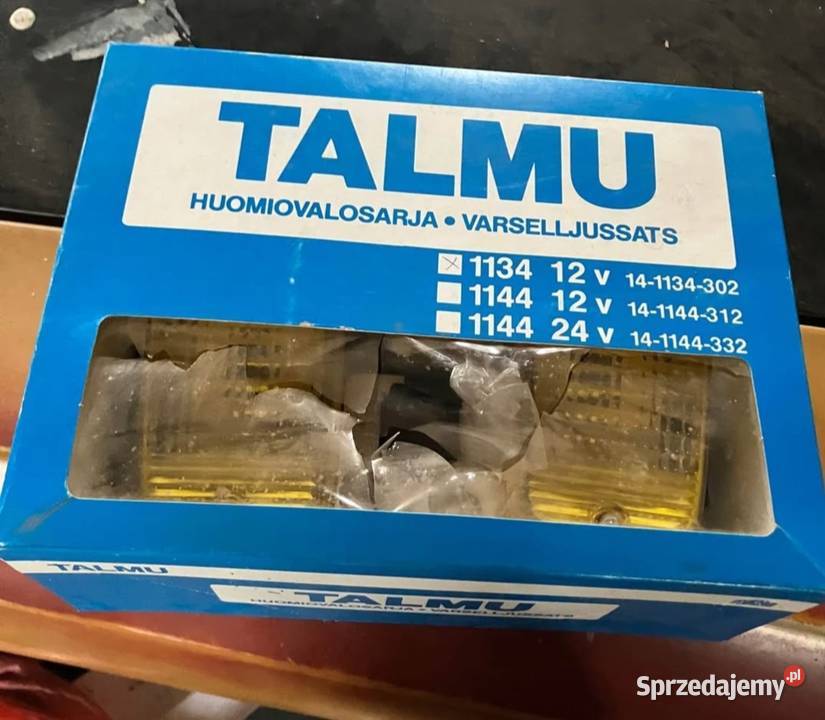 TALMU
HUOMIOVALOSARJA • VARSELLJUSSATS
1134 12 v 14-1134-302
1144 12 v 14-1144-312
1144 24 v 14-1144-332
TALMU
TALMU
HUOMIOVALOSARJA • VARSELLJUSSATS
Sprzedajemy.pl